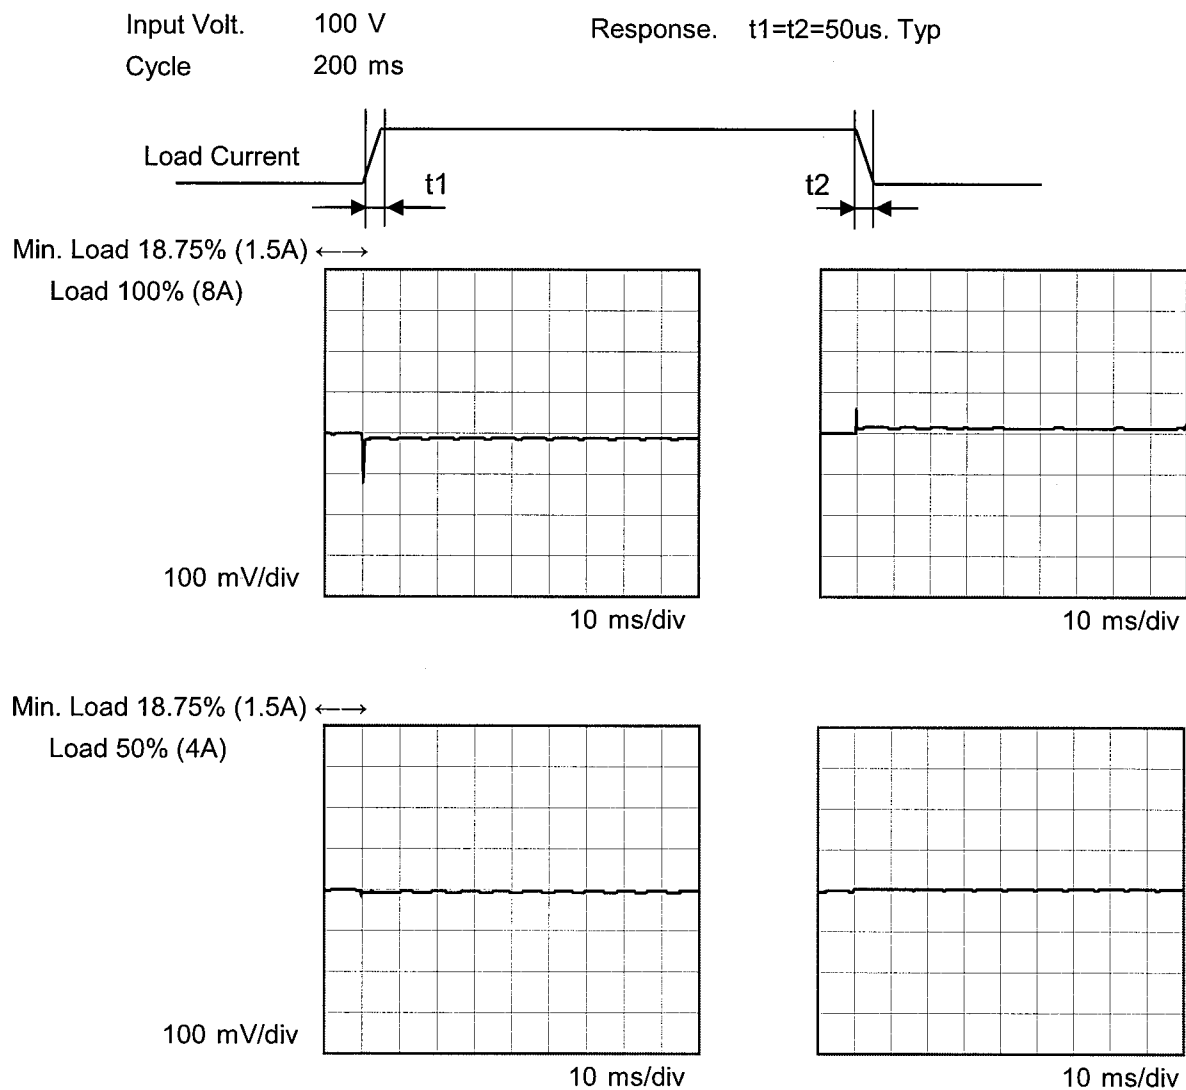 Input Volt. 100 V Response. t1=t2=50us. Typ
Cycle 200 ms
Load Current
t1
t2
Min. Load 18.75% (1.5A) ←→
Load 100% (8A)
100 mV/div
10 ms/div
10 ms/div
Min. Load 18.75% (1.5A) ←→
Load 50% (4A)
100 mV/div
10 ms/div
10 ms/div